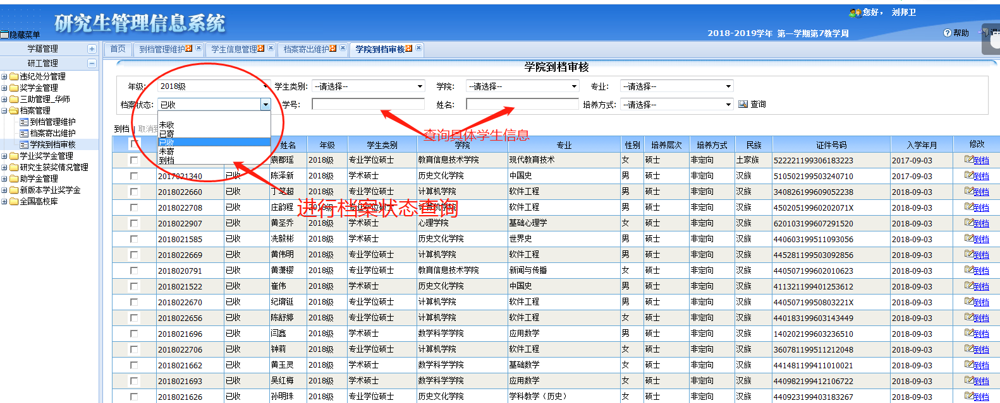 研究生管理信息系统
您好， 刘邦卫
2018-2019学年 第一学期第7教学周
帮助
隐藏菜单
学籍管理
研工管理
违纪处分管理
奖学金管理
三助管理_华师
档案管理
到档管理维护
档案寄出维护
学院到档审核
学业奖学金管理
研究生获奖情况管理
助学金管理
新版本学业奖学金
全国高校库
首页 到档管理维护 学生信息管理 档案寄出维护 学院到档审核
学院到档审核
年级: 2018级 学生类别: --请选择-- 学院: --请选择-- 专业: --请选择--
档案状态: 已收 学号: 姓名: 培养方式: --请选择-- 查询
未收
已寄
已收
未寄
到档
查询具体学生信息
进行档案状态查询
到档 取消到
姓名 年级 学生类别 学院 专业 性别 培养层次 培养方式 民族 证件号码 入学年月 修改
袁郡瑶 2018级 专业学位硕士 教育信息技术学院 现代教育技术 女 硕士 非定向 土家族 522221199306183223 2017-09-03 到档
2017021340 已收 陈泽新 2018级 学术硕士 历史文化学院 中国史 男 硕士 非定向 汉族 510502199503240710 2017-09-03 到档
2018022660 已收 丁笔超 2018级 专业学位硕士 计算机学院 软件工程 男 硕士 非定向 汉族 340826199609052238 2018-09-03 到档
2018022708 已收 庄韵程 2018级 专业学位硕士 计算机学院 软件工程 男 硕士 非定向 汉族 45020519960202071X 2018-09-03 到档
2018022907 已收 黄圣乔 2018级 学术硕士 心理学院 基础心理学 女 硕士 非定向 汉族 620103199607291520 2018-09-03 到档
2018021585 已收 冼毅彬 2018级 学术硕士 历史文化学院 世界史 男 硕士 非定向 汉族 440603199511093056 2018-09-03 到档
2018022669 已收 黄伟明 2018级 专业学位硕士 计算机学院 软件工程 男 硕士 非定向 汉族 445281199503092856 2018-09-03 到档
2018020791 已收 黄潇樱 2018级 专业学位硕士 教育信息技术学院 新闻与传播 女 硕士 非定向 汉族 440507199602010623 2018-09-03 到档
2018021522 已收 崔伟 2018级 学术硕士 历史文化学院 中国史 男 硕士 非定向 汉族 411321199401253612 2018-09-03 到档
2018022670 已收 纪堉铤 2018级 专业学位硕士 计算机学院 软件工程 男 硕士 非定向 汉族 44050719950803221X 2018-09-03 到档
2018022656 已收 陈舒婷 2018级 专业学位硕士 计算机学院 软件工程 女 硕士 非定向 汉族 440183199603143449 2018-09-03 到档
2018021696 已收 闫鑫 2018级 学术硕士 数学科学学院 应用数学 男 硕士 非定向 汉族 140202199603236510 2018-09-03 到档
2018022706 已收 钟莉 2018级 专业学位硕士 计算机学院 软件工程 女 硕士 非定向 汉族 360781199511212048 2018-09-03 到档
2018021662 已收 黄玉灵 2018级 学术硕士 数学科学学院 基础数学 女 硕士 非定向 汉族 441481199411010021 2018-09-03 到档
2018021693 已收 吴红梅 2018级 学术硕士 数学科学学院 应用数学 女 硕士 非定向 汉族 440982199412106722 2018-09-03 到档
2018021626 已收 孙明珠 2018级 专业学位硕士 历史文化学院 学科教学（历史） 女 硕士 非定向 汉族 440923199403183267 2018-09-03 到档